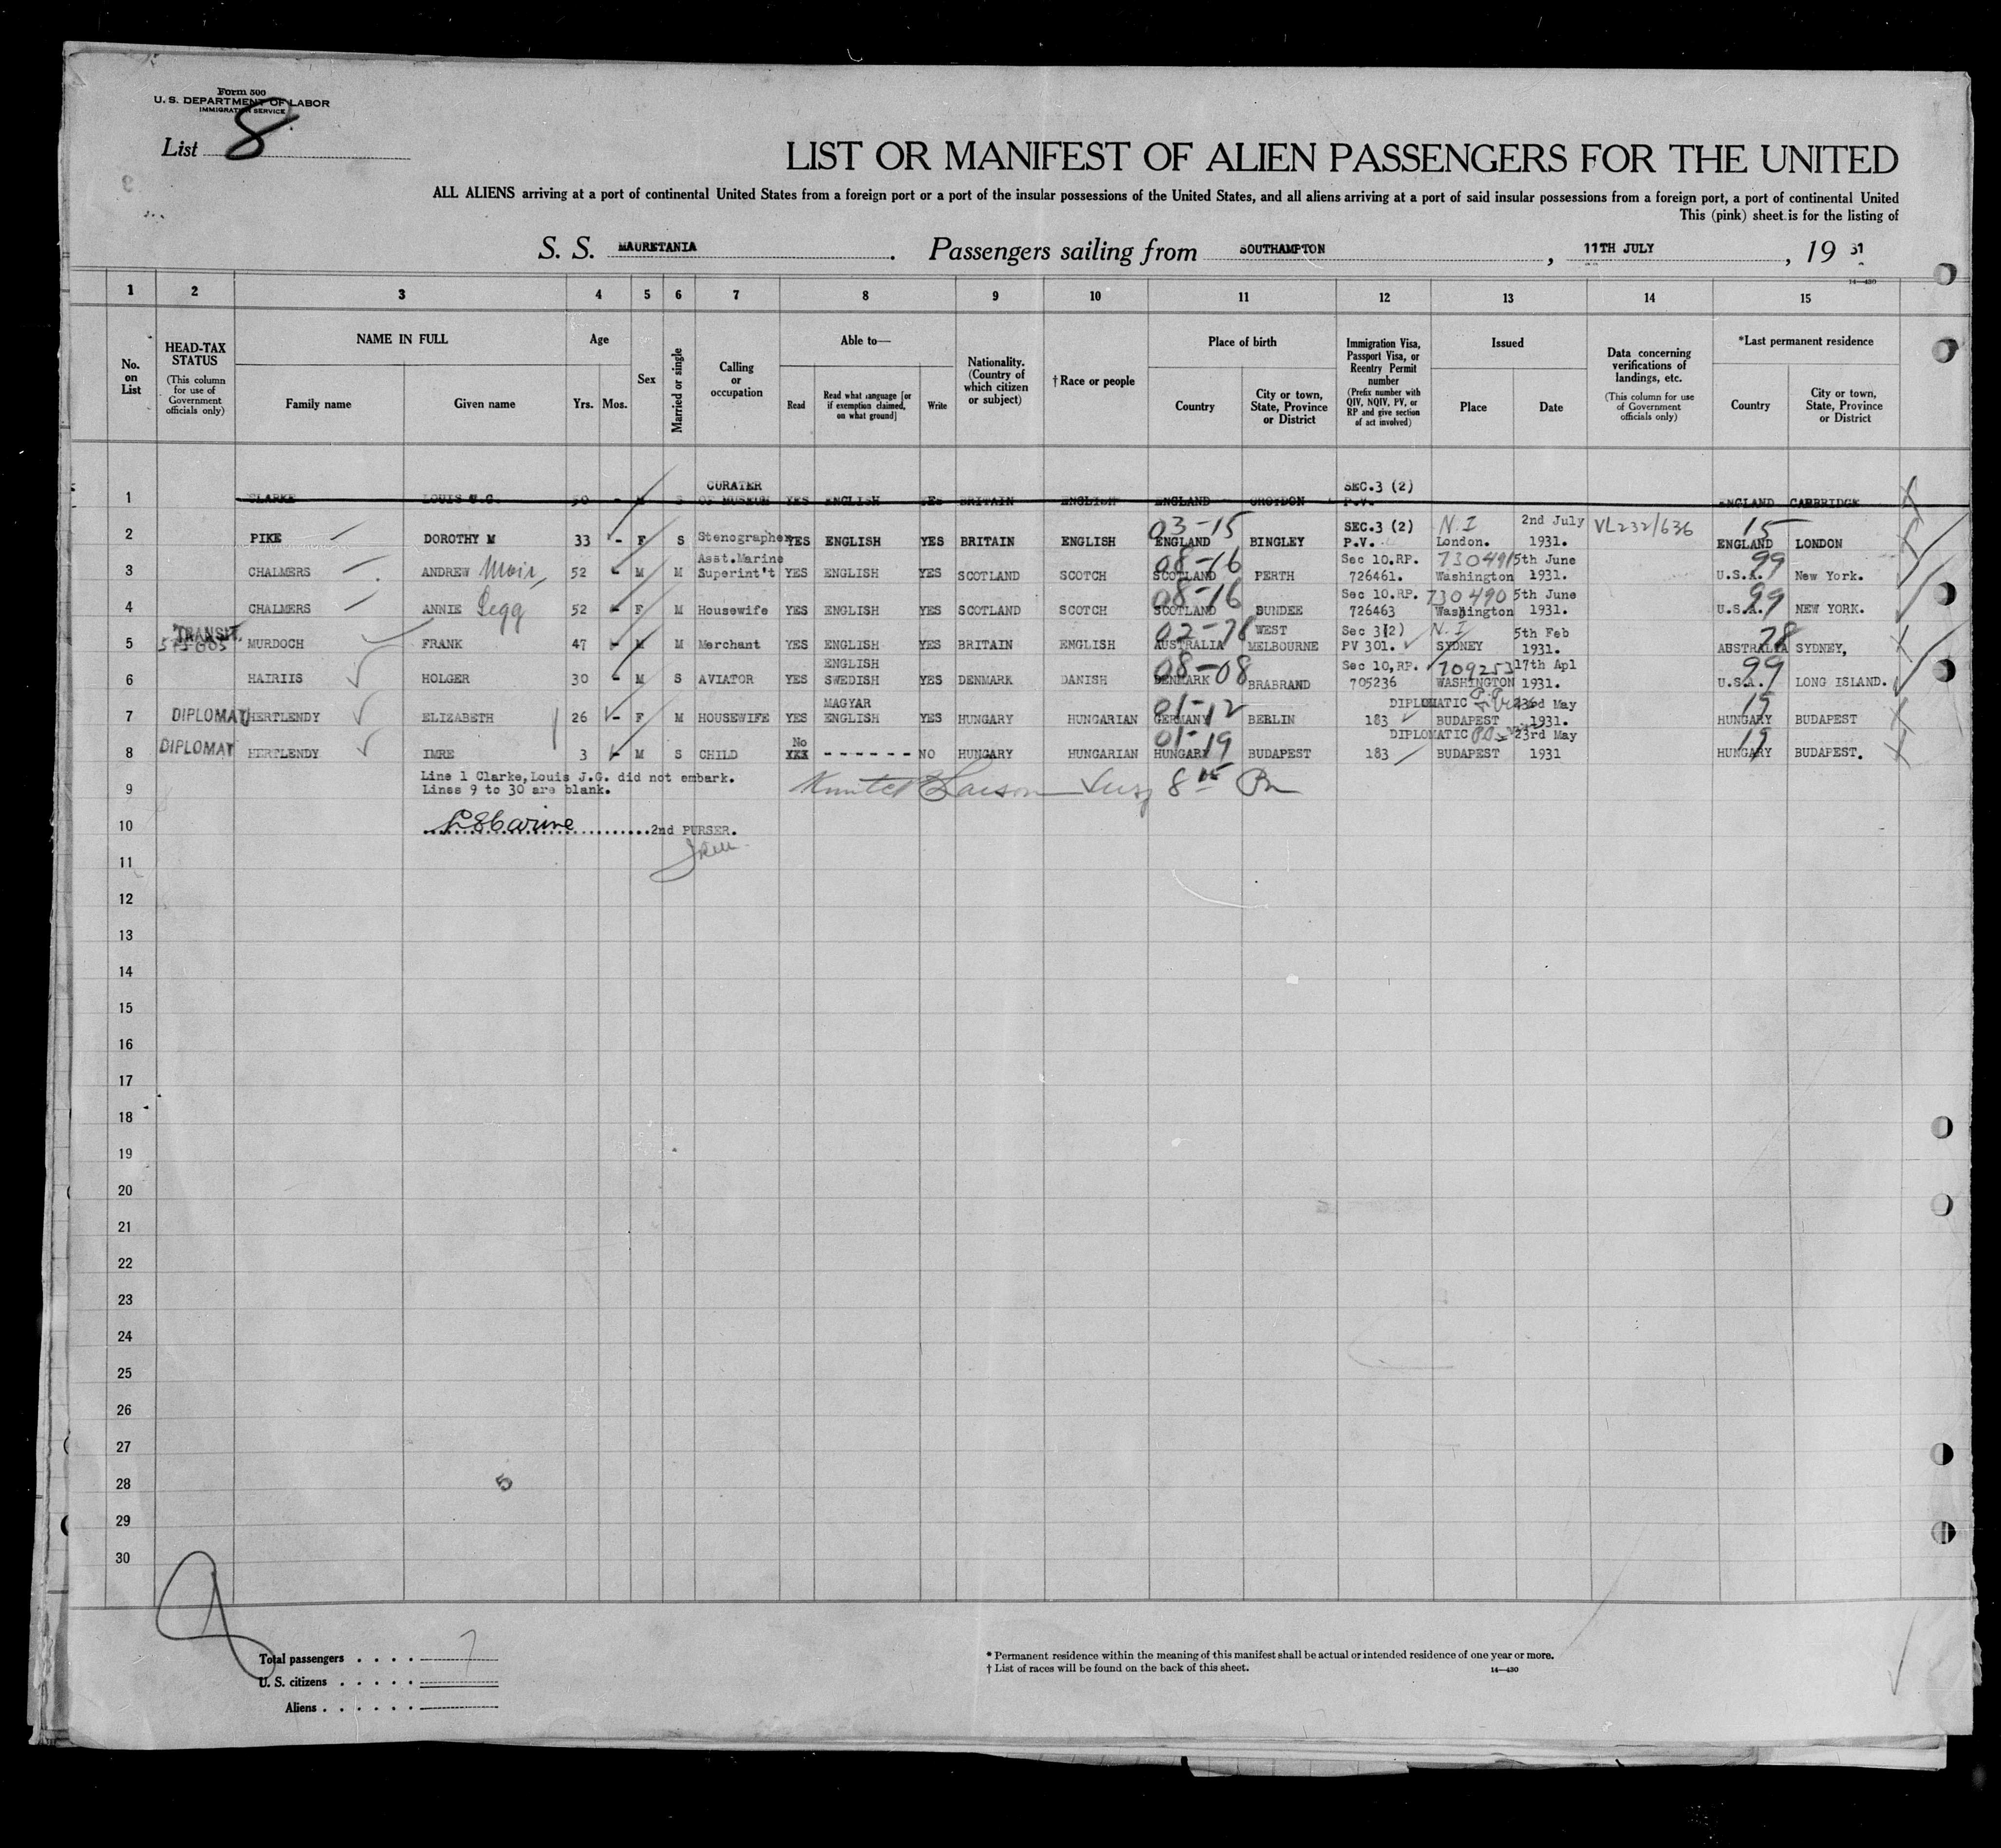 Form 500
U. S. DEPARTMENT OF LABOR
IMMIGRATION SERVICE
List 8
LIST OR MANIFEST OF ALIEN PASSENGERS FOR THE UNITED
ALL ALIENS arriving at a port of continental United States from a foreign port or a port of the insular possessions of the United States, and all aliens arriving at a port of said insular possessions from a foreign port, a port of continental United
This (pink) sheet is for the listing of
S. S. MAURETANIA. Passengers sailing from SOUTHAMPTON, 11TH JULY, 19 31
14—430
1 2 3 4 5 6 7 8 9 10 11 12 13 14 15
No. on List
HEAD-TAX STATUS (This column for use of Government officials only)
NAME IN FULL
Family name Given name
Age
Yrs. Mos.
Sex
Married or single
Calling or occupation
Able to—
Read
Read what language [or if exemption claimed, on what ground]
Write
Nationality. (Country of which citizen or subject)
†Race or people
Place of birth
Country
City or town, State, Province or District
Immigration Visa, Passport Visa, or Reentry Permit number (Prefix number with QIV, NQIV, PV, or RP and give section of act involved)
Issued
Place Date
Data concerning verifications of landings, etc. (This column for use of Government officials only)
*Last permanent residence
Country
City or town, State, Province or District
1 CLARKE LOUIS C.G. 50 - M S CURATER OF MUSEUM YES ENGLISH YES BRITAIN ENGLISH ENGLAND CROYDON SEC.3 (2) P.V. ENGLAND CAMBRIDGE
2 PIKE DOROTHY M 33 - F S Stenographer YES ENGLISH YES BRITAIN ENGLISH 03-15 ENGLAND BINGLEY SEC.3 (2) P.V. N.I London. 2nd July 1931. VL232/636 15 ENGLAND LONDON
3 CHALMERS ANDREW Moir 52 - M M Asst.Marine Superint't YES ENGLISH YES SCOTLAND SCOTCH 08-16 SCOTLAND PERTH Sec 10.RP. 726461. 730491 Washington 5th June 1931. 99 U.S.A. New York.
4 CHALMERS ANNIE Legg 52 - F M Housewife YES ENGLISH YES SCOTLAND SCOTCH 08-16 SCOTLAND DUNDEE Sec 10.RP. 726463 730490 Washington 5th June 1931. 99 U.S.A. NEW YORK.
5 TRANSIT MURDOCH FRANK 47 - M M Merchant YES ENGLISH YES BRITAIN ENGLISH 02-78 AUSTRALIA WEST MELBOURNE Sec 3(2) PV 301. N.I SYDNEY 5th Feb 1931. 78 AUSTRALIA SYDNEY,
6 HAIRIIS HOLGER 30 - M S AVIATOR YES ENGLISH SWEDISH YES DENMARK DANISH 08-08 DENMARK BRABRAND Sec 10,RP. 705236 709253 WASHINGTON 17th Apl 1931. 99 U.S.A. LONG ISLAND.
7 DIPLOMAT HERTLENDY ELIZABETH 26 - F M HOUSEWIFE YES MAGYAR ENGLISH YES HUNGARY HUNGARIAN 01-12 GERMANY BERLIN DIPLOMATIC 183 BUDAPEST 23rd May 1931. 19 HUNGARY BUDAPEST
8 DIPLOMAT HERTLENDY IMRE 3 - M S CHILD No XXX ------ NO HUNGARY HUNGARIAN 01-19 HUNGARY BUDAPEST DIPLOMATIC 183 BUDAPEST 23rd May 1931 19 HUNGARY BUDAPEST.
Line 1 Clarke,Louis J.G. did not embark.
9 Lines 9 to 30 are blank.
10 2nd PURSER.
11
12
13
14
15
16
17
18
19
20
21
22
23
24
25
26
27
28 5
29
30
Total passengers . . . . 7
U. S. citizens . . . . .
Aliens . . . . . .
* Permanent residence within the meaning of this manifest shall be actual or intended residence of one year or more.
† List of races will be found on the back of this sheet.
14—430